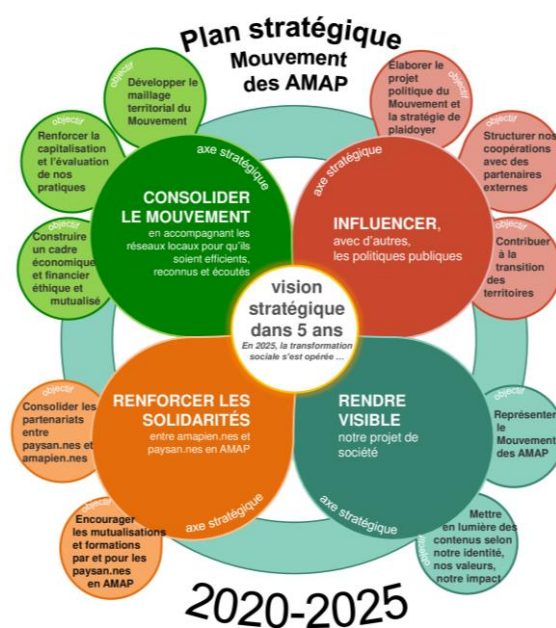 Plan stratégique
Mouvement
des AMAP
objectif
Développer le
maillage
territorial du
Mouvement
objectif
Renforcer la
capitalisation
et l'évaluation
de nos
pratiques
objectif
Construire
un cadre
économique
et financier
éthique et
mutualisé
axe stratégique
CONSOLIDER
LE MOUVEMENT
en accompagnant les
réseaux locaux pour qu'ils
soient efficients,
reconnus et écoutés
objectif
Élaborer le
projet
politique du
Mouvement et
la stratégie de
plaidoyer
objectif
Structurer nos
coopérations
avec des
partenaires
externes
objectif
Contribuer
à la
transition
des
territoires
axe stratégique
INFLUENCER,
avec d'autres,
les politiques publiques
vision
stratégique
dans 5 ans
En 2025, la transformation
sociale s'est opérée ...
RENFORCER LES
SOLIDARITÉS
entre amapien.nes et
paysan.nes en AMAP
axe stratégique
objectif
Consolider les
partenariats
entre
paysan.nes et
amapien.nes
objectif
Encourager
les mutualisations
et formations
par et pour les
paysan.nes
en AMAP
RENDRE
VISIBLE
notre projet de
société
axe stratégique
objectif
Représenter
le
Mouvement
des AMAP
objectif
Mettre
en lumière des
contenus selon
notre identité,
nos valeurs,
notre impact
2020-2025